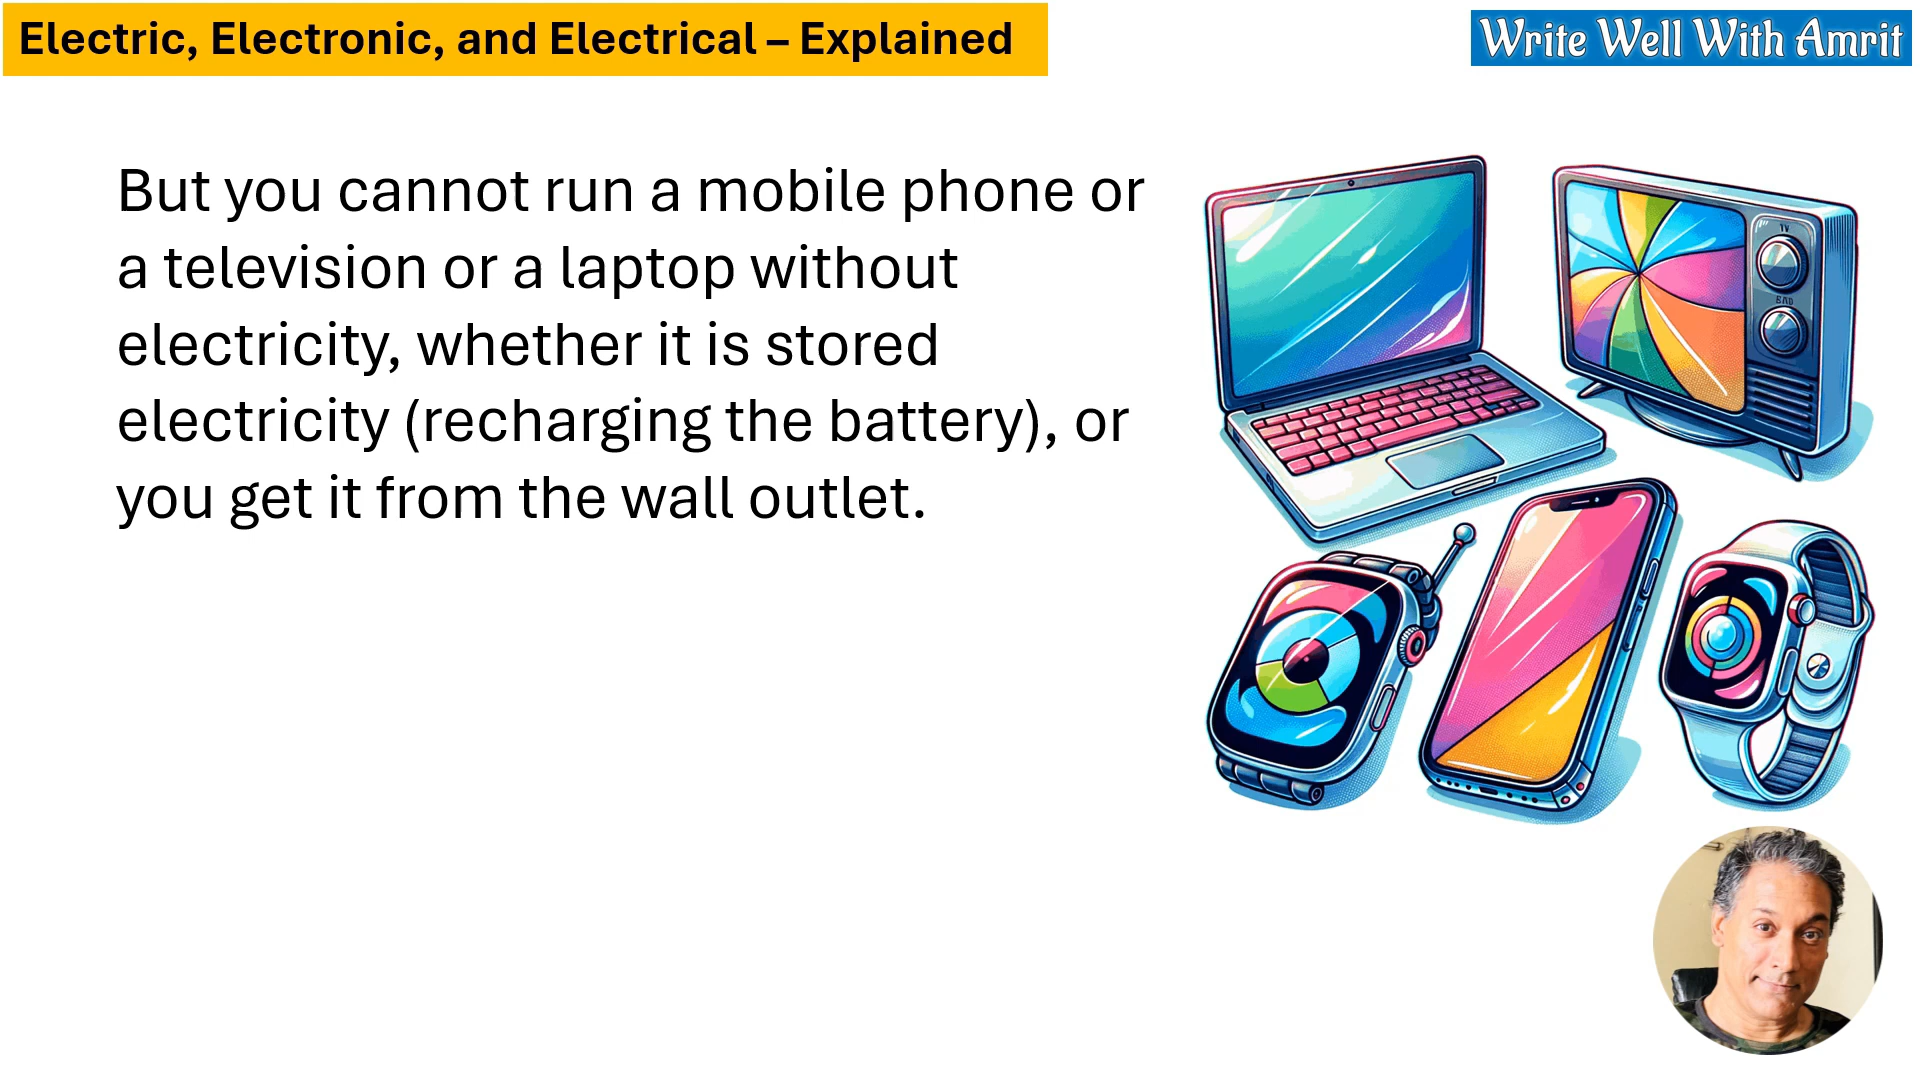 Electric, Electronic, and Electrical – Explained
Write Well With Amrit
But you cannot run a mobile phone or
a television or a laptop without
electricity, whether it is stored
electricity (recharging the battery), or
you get it from the wall outlet.
TV